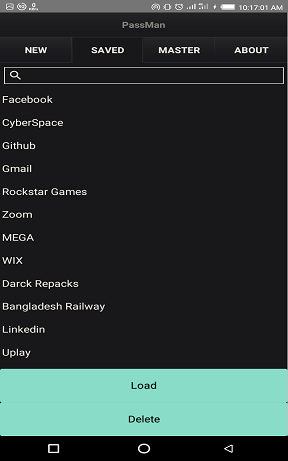 10:17:01 AM
PassMan
NEW SAVED MASTER ABOUT
Facebook
CyberSpace
Github
Gmail
Rockstar Games
Zoom
MEGA
WIX
Darck Repacks
Bangladesh Railway
Linkedin
Uplay
Load
Delete